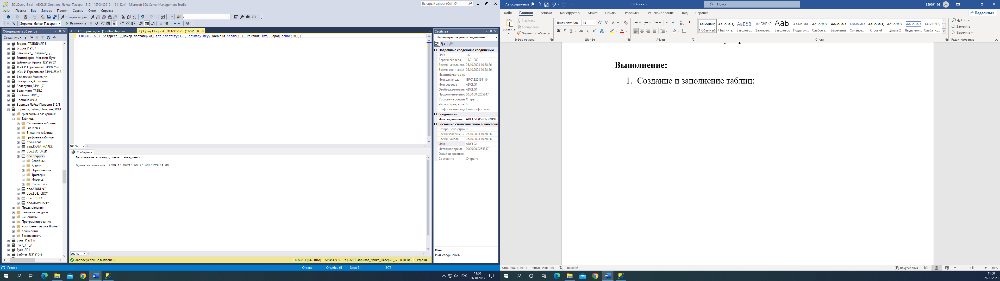 SQLQuery13.sql - ADCLG1.Зориков_Лейко_Паверин_319|1 (ISPO\329191-16 (132))* - Microsoft SQL Server Management Studio
Быстрый запуск (Ctrl+Q)
Файл Правка Вид Запрос Проект Сервис Окно Справка
Создать запрос
Зориков_Лейко_Паверин_
Выполнить
Обозреватель объектов
Соединить
Егоров_ТРЗБДИзЛР1
Егоров319107
Ельчищев_Создание_БД
Епитифоров_Магазин_Бутс
Ерёменко_Арина_329196_24
ЖУК И Герасимова 319/8 25 и 3
ЖУК И Герасимова 319/8 25 и 3_
Зажарская Ашихмин
Зажарская_Ашихмин
Зелепугин_319/1_7
Зелепугин_ТРЗБД
Злобина 319/1_8
Злобина31918
Зориков Лейко Паверин 319/1
Зориков_Лейко_Паверин_319|1
Диаграммы баз данных
Таблицы
Системные таблицы
FileTables
Внешние таблицы
Графовые таблицы
dbo.Client
dbo.EXAM_MARKS
dbo.LECTURER
dbo.Shippers
Столбцы
Ключи
Ограничения
Триггеры
Индексы
Статистика
dbo.STUDENT
dbo.SUBJ_LECT
dbo.SUBJECT
dbo.UNIVERSITY
Представления
Внешние ресурсы
Синонимы
Программирование
Компонент Service Broker
Хранилище
Безопасность
Зуев_319/8_6
Зуев_319_8
Зуев_ЛР1
Зыблев 3291910-9
ADCLG1.Зориков_Ле...|1 - dbo.Shippers
SQLQuery13.sql - A...O\329191-16 (132))*
CREATE TABLE Shippers ([Номер поставщика] int identity(1,1) primary key, Фамилия nchar(15), Рейтинг int, Город nchar(20));
100 %
Сообщения
Выполнение команд успешно завершено.
Время выполнения: 2023-10-26T10:58:26.4873179+04:00
100 %
Запрос успешно выполнен.
ADCLG1 (14.0 RTM) ISPO\329191-16 (132) Зориков_Лейко_Паверин_... 00:00:00 0 строки
Свойства
Параметры текущего соединения
Подробные сведения о соединении
SPID 132
Версия сервера 14.0.1000
Время начала соед 26.10.2023 10:58:26
Время окончания 26.10.2023 10:58:26
Идентификатор тр
Имя для входа ISPO\329191-16
Имя сервера ADCLG1
Отображаемое им ADCLG1
Продолжительнос 00:00:00.0255847
Состояние соедин Открыто
Число строк, возв 0
Шифрование подк Незашифровано
Соединение
Имя соединения ADCLG1 (ISPO\329191-
Состояние статистического вычислени
Возвращено строк 0
Время завершени 26.10.2023 10:58:26
Время начала 26.10.2023 10:58:26
Имя ADCLG1
Истекшее время 00:00:00.0255847
Ошибки соединен
Состояние Открыто
Имя
Имя соединения.
Готово Строка 1 Столбец 61 Знак 61 ВСТ
РУС 11:00
26.10.2023
Автосохранение
ЛР3.docx
Поиск
329191-16
Файл Главная Вставка Конструктор Макет Ссылки Рассылки Рецензирование Вид Справка
Поделиться
Вставить
Вырезать
Копировать
Формат по образцу
Буфер обмена
Times New Ron 14
Шрифт
Абзац
АаБбВвГг, АаБбВвГг, АаБбВı АаБбВвГ АаЬ АаБбВвГ АаБбВвГг АаБбВвГг АаБбВвГг АаБбВвГг, АаБбВвГг АаБбВвГг ААББВВГГ,
¶ Обычный ¶ Без инте... Заголово... Заголово... Заголовок Подзагол... Слабое в... Выделение Сильное... Строгий Цитата 2 Выделенн... Слабая сс...
Стили
Найти
Заменить
Выделить
Редактирование
Выполнение:
1. Создание и заполнение таблиц:
Страница 11 из 11 Число слов: 710 русский
Фокусировка
180 %
11:00
26.10.2023